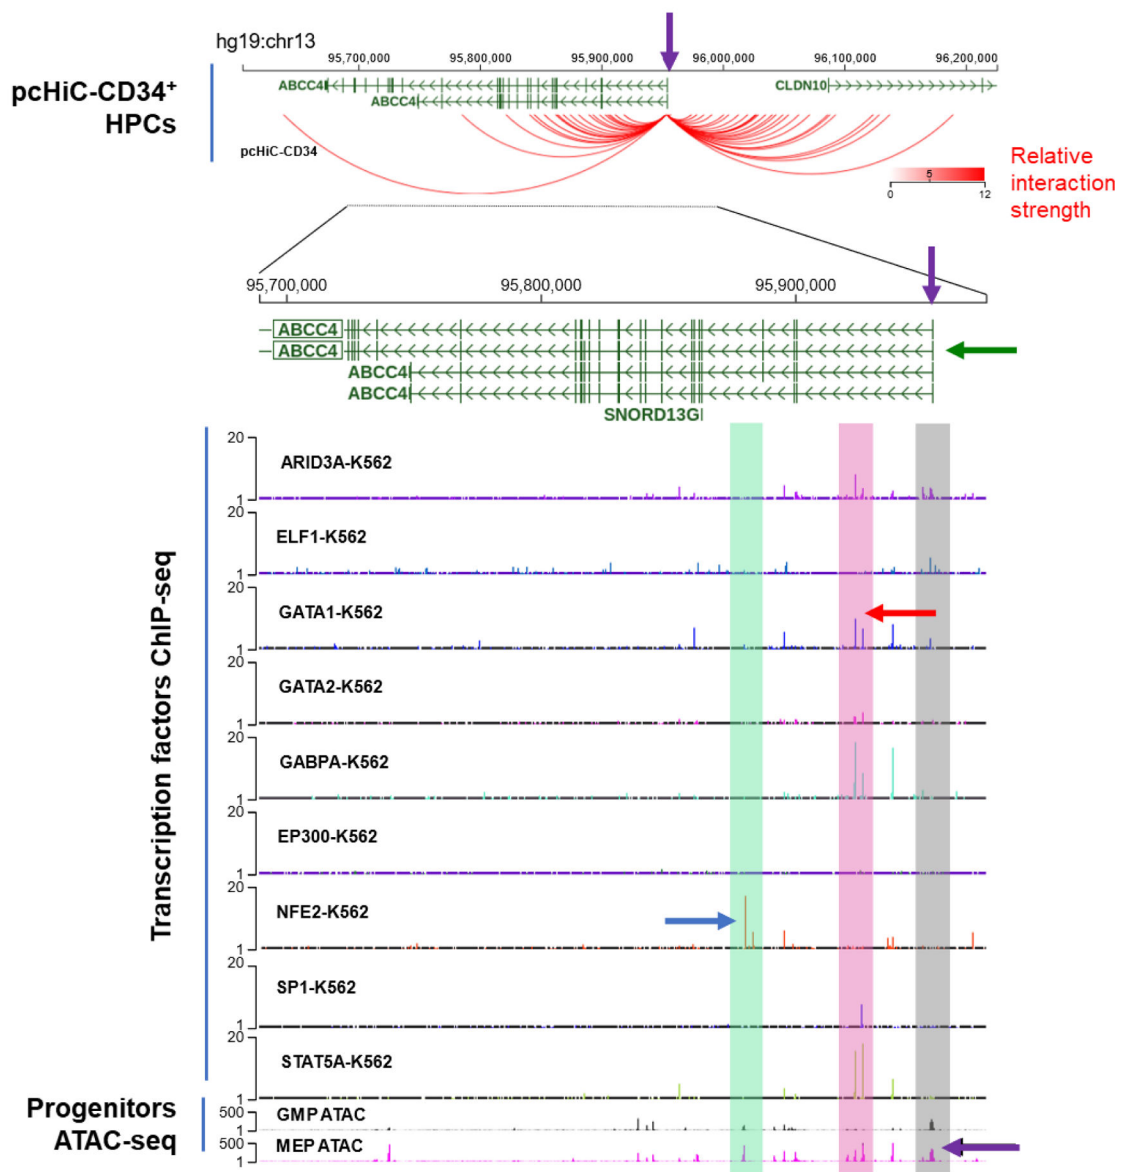 hg19:chr13
95,700,000 95,800,000 95,900,000 96,000,000 96,100,000 96,200,000
pcHiC-CD34⁺
HPCs
ABCC4
ABCC4
CLDN10
pcHiC-CD34
0 5 12
Relative
interaction
strength
95,700,000 95,800,000 95,900,000
ABCC4
ABCC4
ABCC4
ABCC4
SNORD13G
Transcription factors ChIP-seq
20
ARID3A-K562
1
20
ELF1-K562
1
20
GATA1-K562
1
20
GATA2-K562
1
20
GABPA-K562
1
20
EP300-K562
1
20
NFE2-K562
1
20
SP1-K562
1
20
STAT5A-K562
1
Progenitors
ATAC-seq
500
GMP ATAC
1
500
MEP ATAC
1